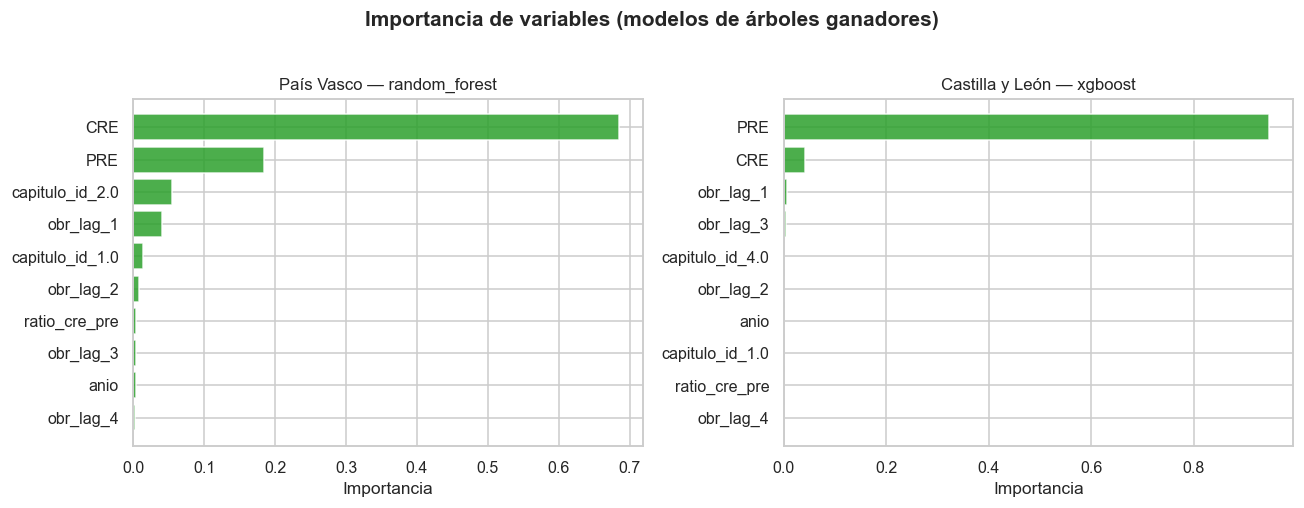 Importancia de variables (modelos de árboles ganadores)
País Vasco — random_forest
CRE
PRE
capitulo_id_2.0
obr_lag_1
capitulo_id_1.0
obr_lag_2
ratio_cre_pre
obr_lag_3
anio
obr_lag_4
0.0 0.1 0.2 0.3 0.4 0.5 0.6 0.7
Importancia
Castilla y León — xgboost
PRE
CRE
obr_lag_1
obr_lag_3
capitulo_id_4.0
obr_lag_2
anio
capitulo_id_1.0
ratio_cre_pre
obr_lag_4
0.0 0.2 0.4 0.6 0.8
Importancia